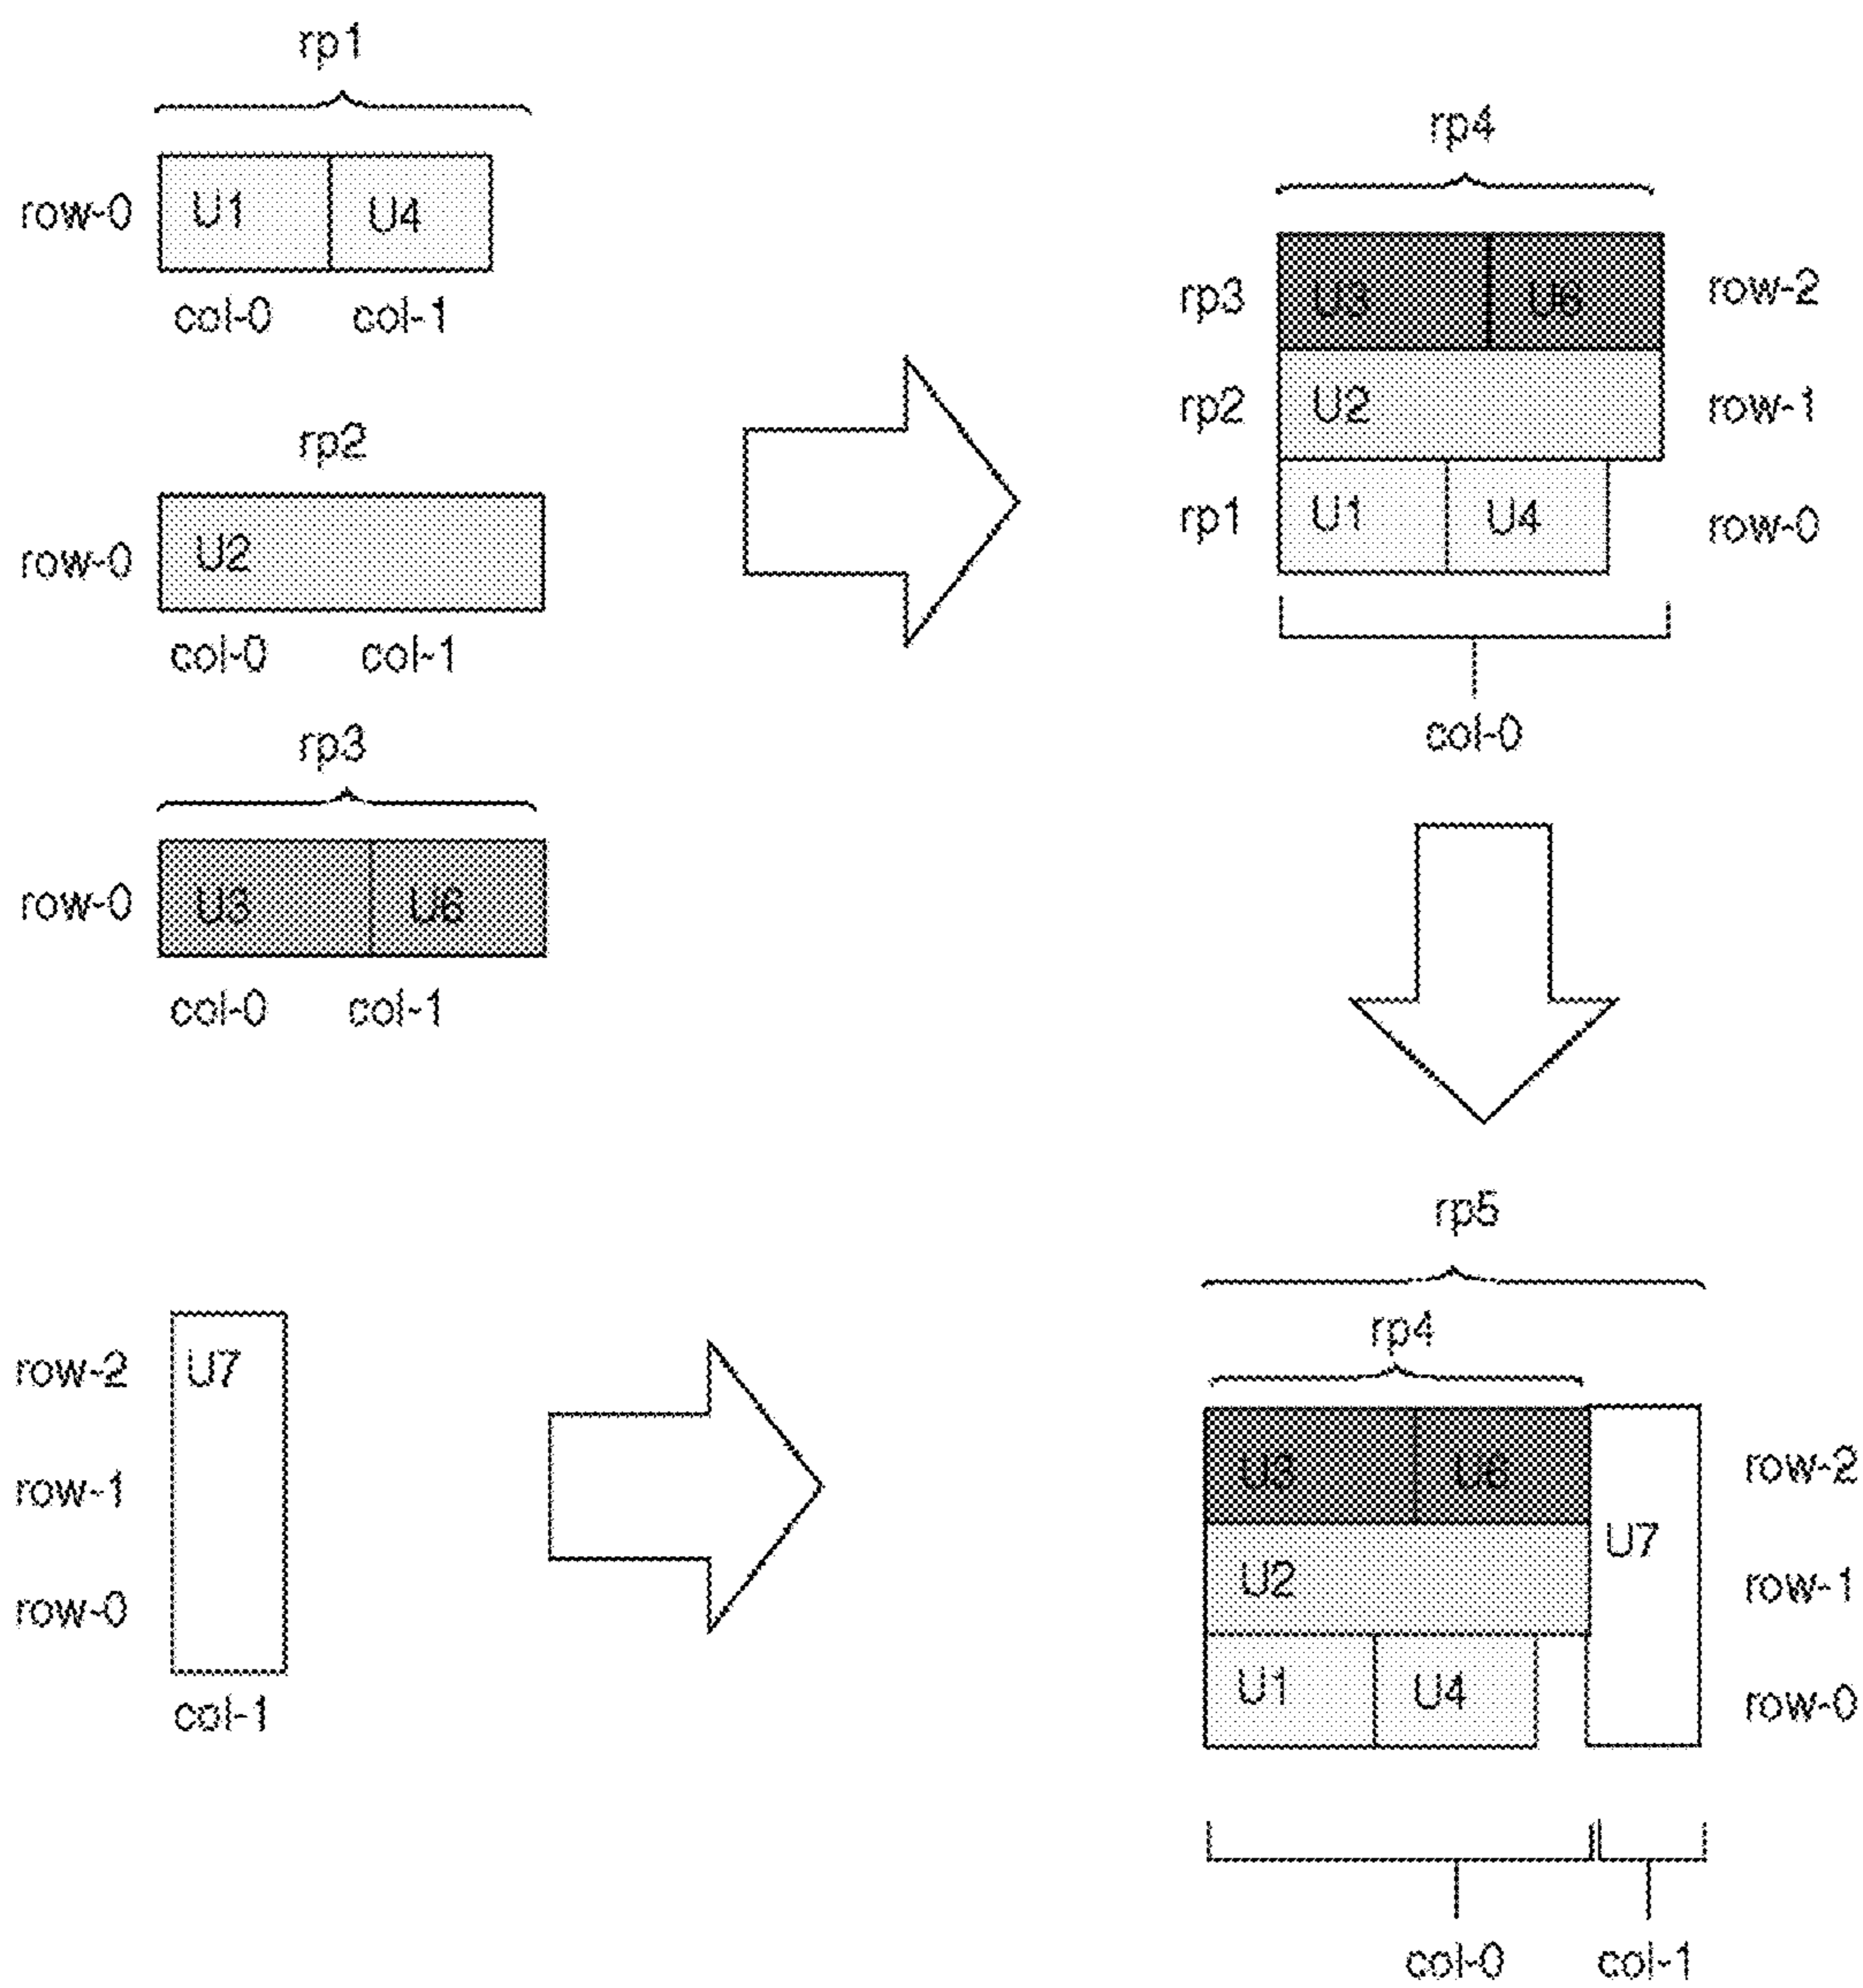 rp1
row-0 U1 U4
col-0 col-1
rp2
row-0 U2
col-0 col-1
rp3
row-0 U3 U6
col-0 col-1
rp4
rp3 U3 U6 row-2
rp2 U2 row-1
rp1 U1 U4 row-0
col-0
row-2 U7
row-1
row-0
col-1
rp5
rp4
U3 U6 row-2
U7
U2 row-1
U1 U4 row-0
col-0 col-1